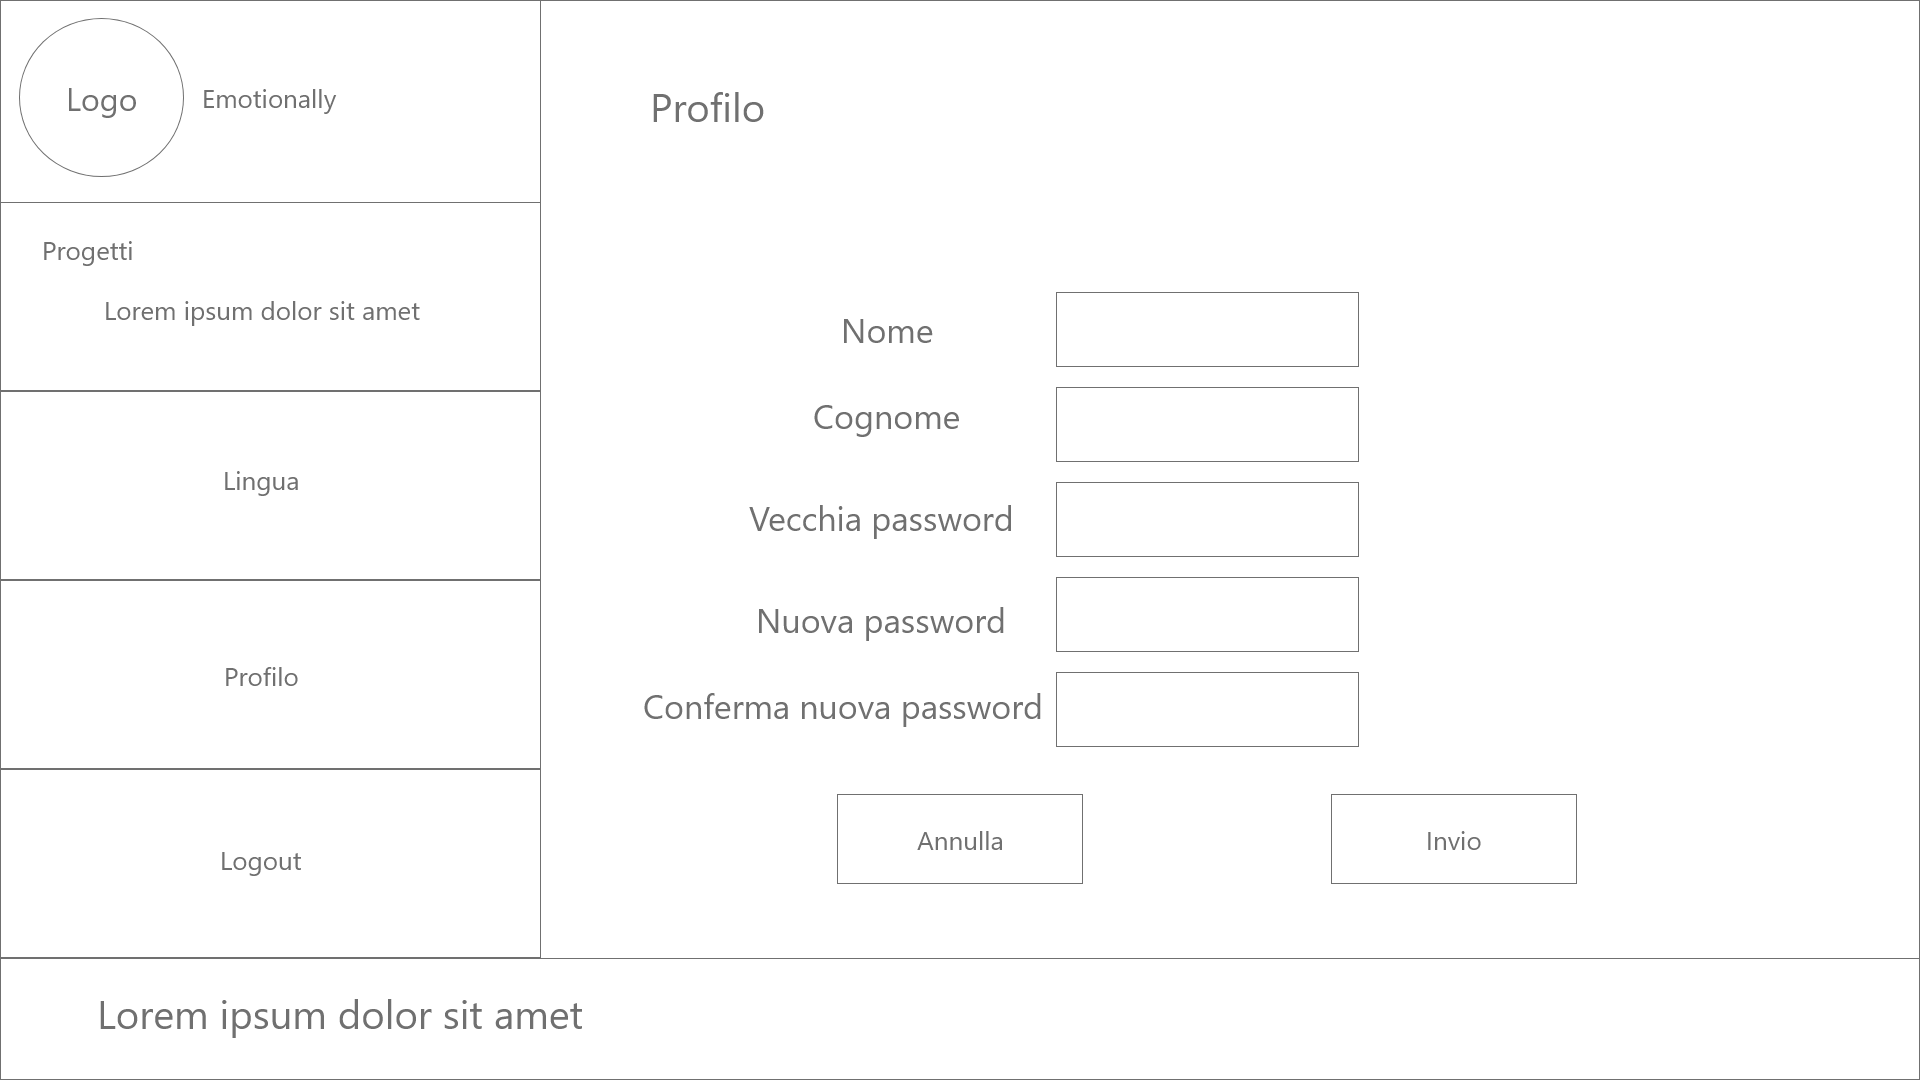 Logo
Emotionally
Progetti
Lorem ipsum dolor sit amet
Lingua
Profilo
Logout
Profilo
Nome
Cognome
Vecchia password
Nuova password
Conferma nuova password
Annulla
Invio
Lorem ipsum dolor sit amet